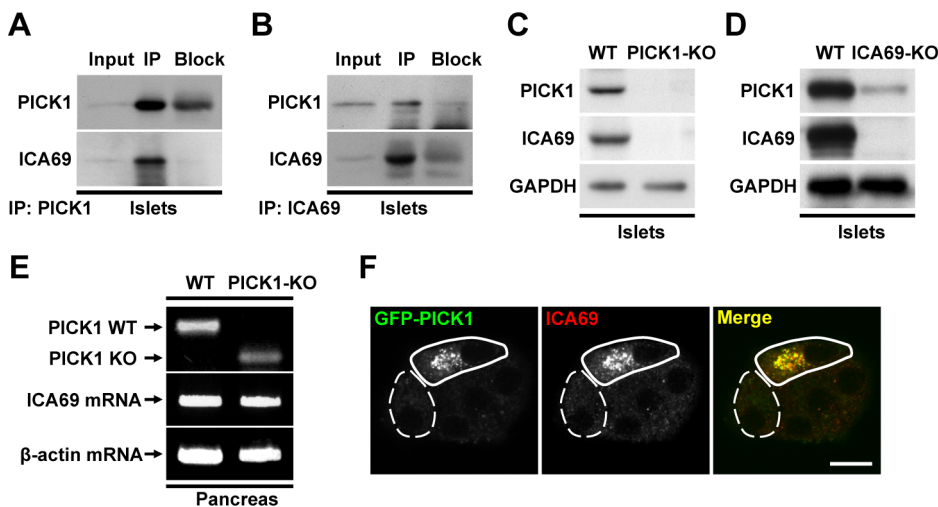 A
Input IP Block
PICK1
ICA69
IP: PICK1 Islets
B
Input IP Block
PICK1
ICA69
IP: ICA69 Islets
C
WT PICK1-KO
PICK1
ICA69
GAPDH
Islets
D
WT ICA69-KO
PICK1
ICA69
GAPDH
Islets
E
WT PICK1-KO
PICK1 WT
PICK1 KO
ICA69 mRNA
β-actin mRNA
Pancreas
F
GFP-PICK1
ICA69
Merge